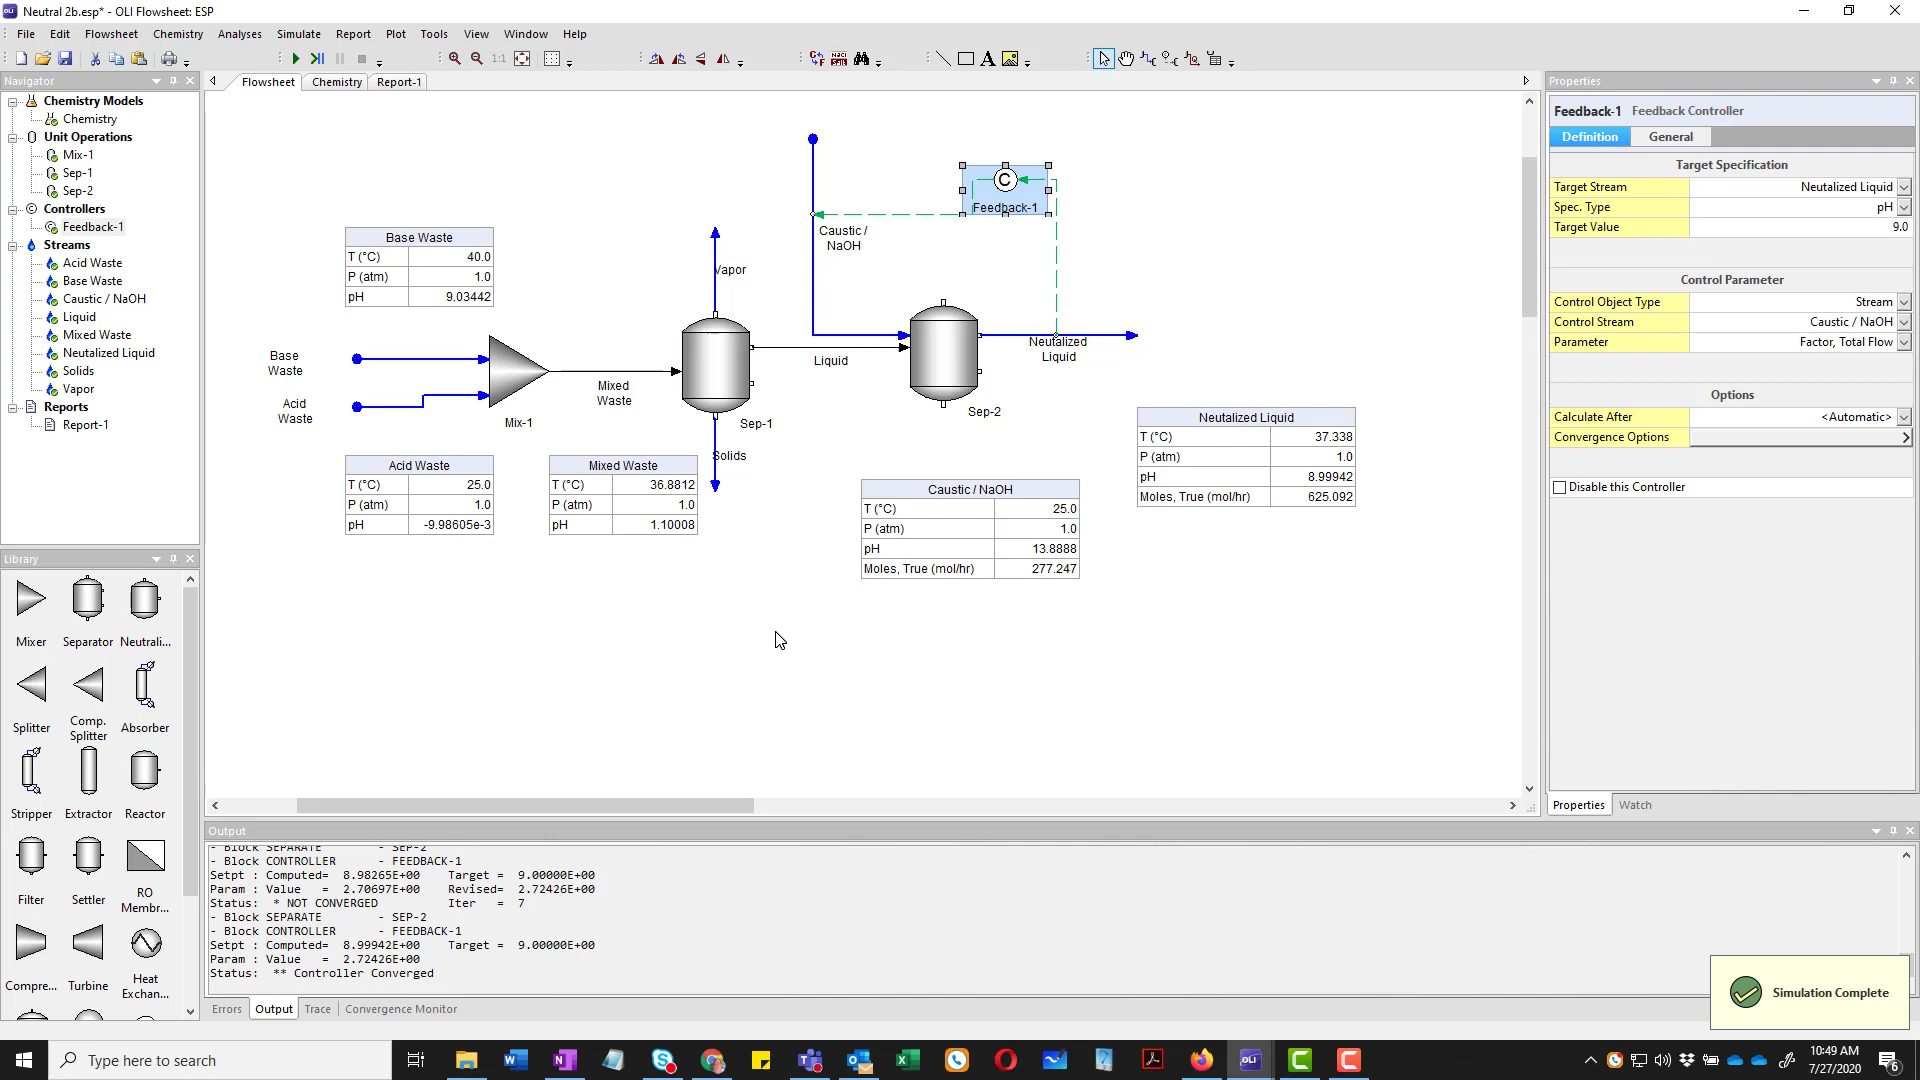 Neutral 2b.esp* - OLI Flowsheet: ESP
File Edit Flowsheet Chemistry Analyses Simulate Report Plot Tools View Window Help
1:1
Navigator
Chemistry Models
Chemistry
Unit Operations
Mix-1
Sep-1
Sep-2
Controllers
Feedback-1
Streams
Acid Waste
Base Waste
Caustic / NaOH
Liquid
Mixed Waste
Neutalized Liquid
Solids
Vapor
Reports
Report-1
Library
Mixer Separator Neutrali...
Splitter Comp. Splitter Absorber
Stripper Extractor Reactor
Filter Settler RO Membr...
Compre... Turbine Heat Exchan...
Flowsheet Chemistry Report-1
C
Feedback-1
Caustic /
NaOH
Base Waste
T (°C) 40.0
P (atm) 1.0
pH 9.03442
Vapor
Base
Waste
Acid
Waste
Mix-1
Mixed
Waste
Sep-1
Solids
Liquid
Sep-2
Neutalized
Liquid
Acid Waste
T (°C) 25.0
P (atm) 1.0
pH -9.98605e-3
Mixed Waste
T (°C) 36.8812
P (atm) 1.0
pH 1.10008
Caustic / NaOH
T (°C) 25.0
P (atm) 1.0
pH 13.8888
Moles, True (mol/hr) 277.247
Neutalized Liquid
T (°C) 37.338
P (atm) 1.0
pH 8.99942
Moles, True (mol/hr) 625.092
Properties
Feedback-1 Feedback Controller
Definition General
Target Specification
Target Stream Neutalized Liquid
Spec. Type pH
Target Value 9.0
Control Parameter
Control Object Type Stream
Control Stream Caustic / NaOH
Parameter Factor, Total Flow
Options
Calculate After <Automatic>
Convergence Options
Disable this Controller
Properties Watch
Output
- Block SEPARATE - SEP-2
- Block CONTROLLER - FEEDBACK-1
Setpt : Computed= 8.98265E+00 Target = 9.00000E+00
Param : Value = 2.70697E+00 Revised= 2.72426E+00
Status: * NOT CONVERGED Iter = 7
- Block SEPARATE - SEP-2
- Block CONTROLLER - FEEDBACK-1
Setpt : Computed= 8.99942E+00 Target = 9.00000E+00
Param : Value = 2.72426E+00
Status: ** Controller Converged
Errors Output Trace Convergence Monitor
Simulation Complete
Type here to search
10:49 AM
7/27/2020
6